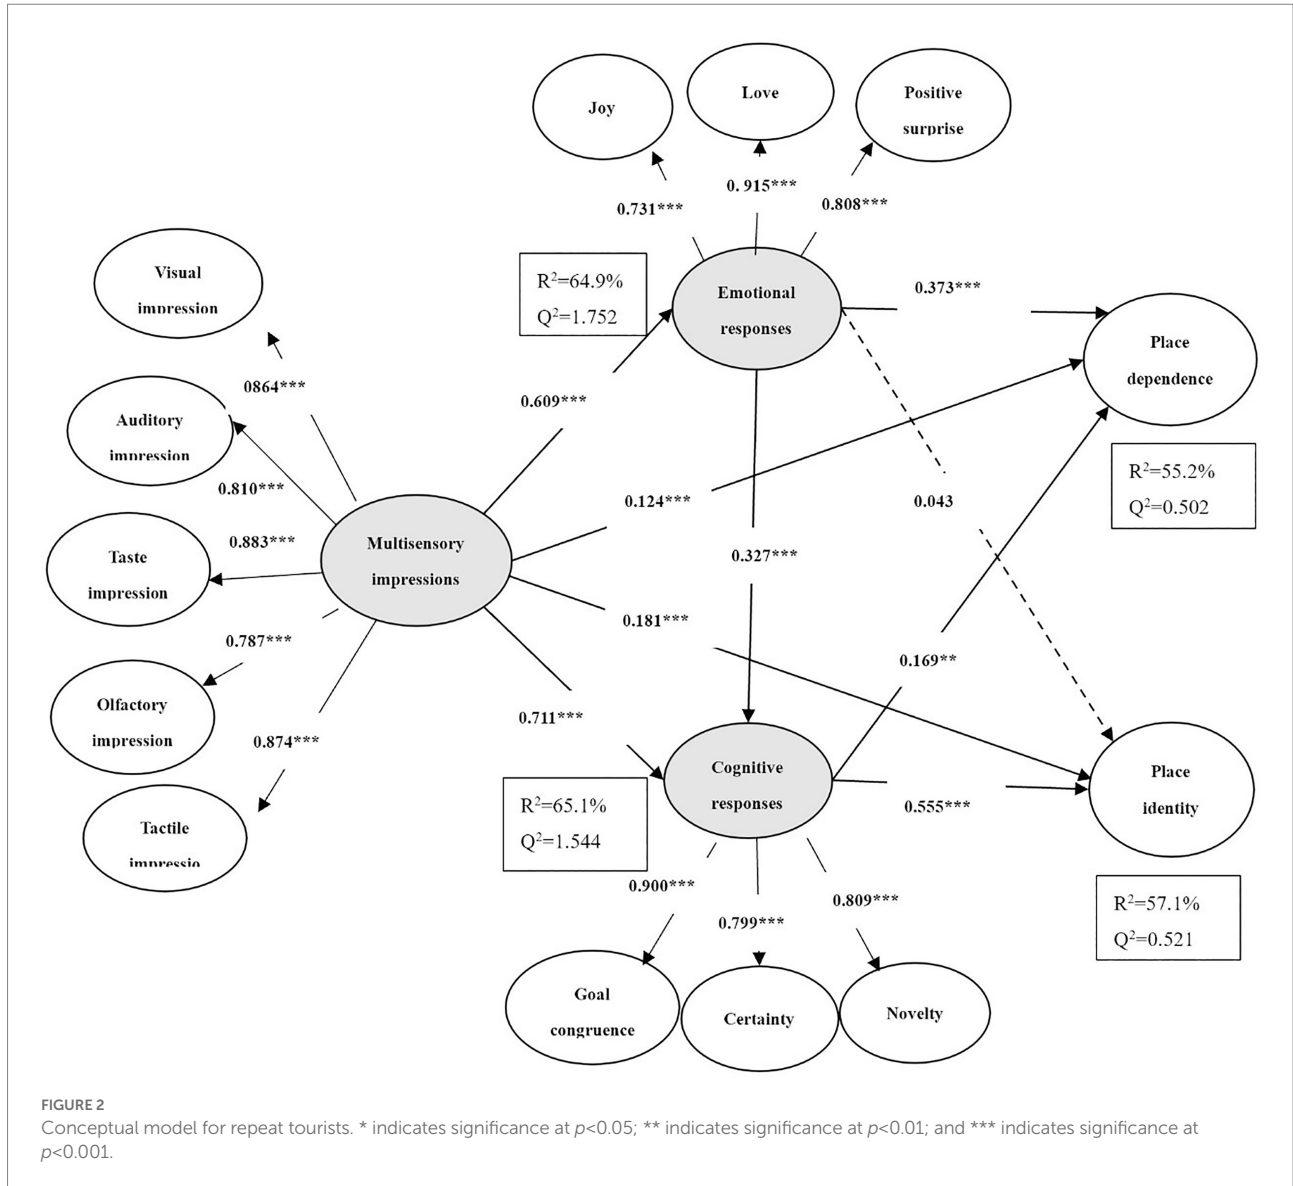 Joy
Love
Positive
surprise
0.731***
0. 915***
0.808***
Visual
impression
R²=64.9%
Q²=1.752
Emotional
responses
0.373***
Place
dependence
0864***
0.609***
Auditory
impression
R²=55.2%
Q²=0.502
0.810***
0.124***
0.043
0.883***
Multisensory
impressions
0.327***
Taste
impression
0.181***
0.787***
0.169**
Olfactory
impression
0.711***
0.874***
Cognitive
responses
Place
identity
R²=65.1%
Q²=1.544
0.555***
Tactile
impressio
0.900***
0.799***
0.809***
R²=57.1%
Q²=0.521
Goal
congruence
Certainty
Novelty
FIGURE 2
Conceptual model for repeat tourists. * indicates significance at p<0.05; ** indicates significance at p<0.01; and *** indicates significance at
p<0.001.